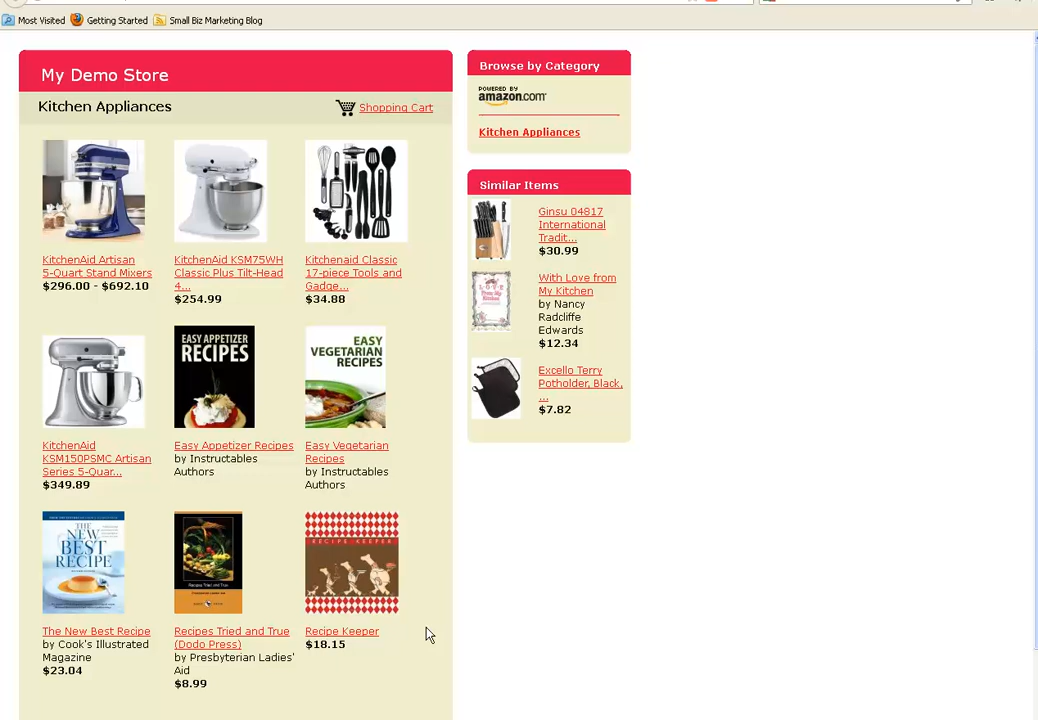 Most Visited Getting Started Small Biz Marketing Blog
My Demo Store
Kitchen Appliances
Shopping Cart
KitchenAid Artisan
5-Quart Stand Mixers
$296.00 - $692.10
KitchenAid KSM75WH
Classic Plus Tilt-Head
4...
$254.99
Kitchenaid Classic
17-piece Tools and
Gadge...
$34.88
KitchenAid
KSM150PSMC Artisan
Series 5-Quar...
$349.89
EASY APPETIZER
RECIPES
Easy Appetizer Recipes
by Instructables
Authors
EASY
VEGETARIAN
RECIPES
Easy Vegetarian
Recipes
by Instructables
Authors
THE
NEW
BEST
RECIPE
The New Best Recipe
by Cook's Illustrated
Magazine
$23.04
Recipes Tried and True
Recipes Tried and True
(Dodo Press)
by Presbyterian Ladies'
Aid
$8.99
RECIPE KEEPER
Recipe Keeper
$18.15
Browse by Category
POWERED BY
amazon.com
Kitchen Appliances
Similar Items
Ginsu 04817
International
Tradit...
$30.99
With Love from
My Kitchen
by Nancy
Radcliffe
Edwards
$12.34
Excello Terry
Potholder, Black,
...
$7.82